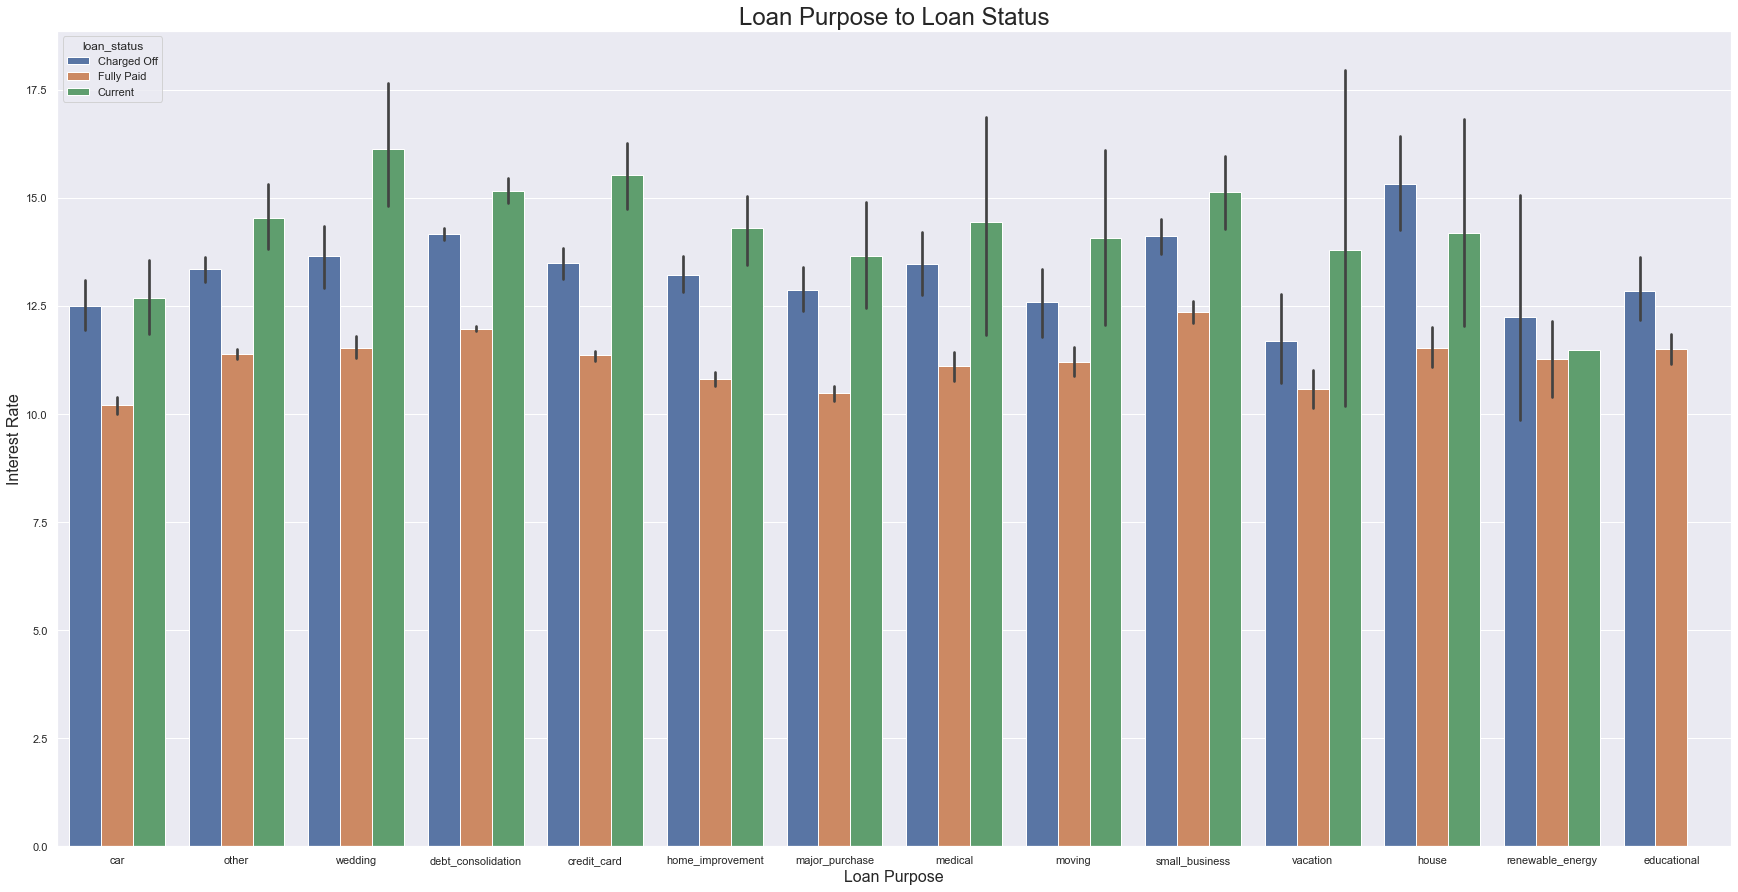 Loan Purpose to Loan Status
loan_status
Charged Off
Fully Paid
Current
17.5
15.0
12.5
10.0
7.5
5.0
2.5
0.0
Interest Rate
car other wedding debt_consolidation credit_card home_improvement major_purchase medical moving small_business vacation house renewable_energy educational
Loan Purpose